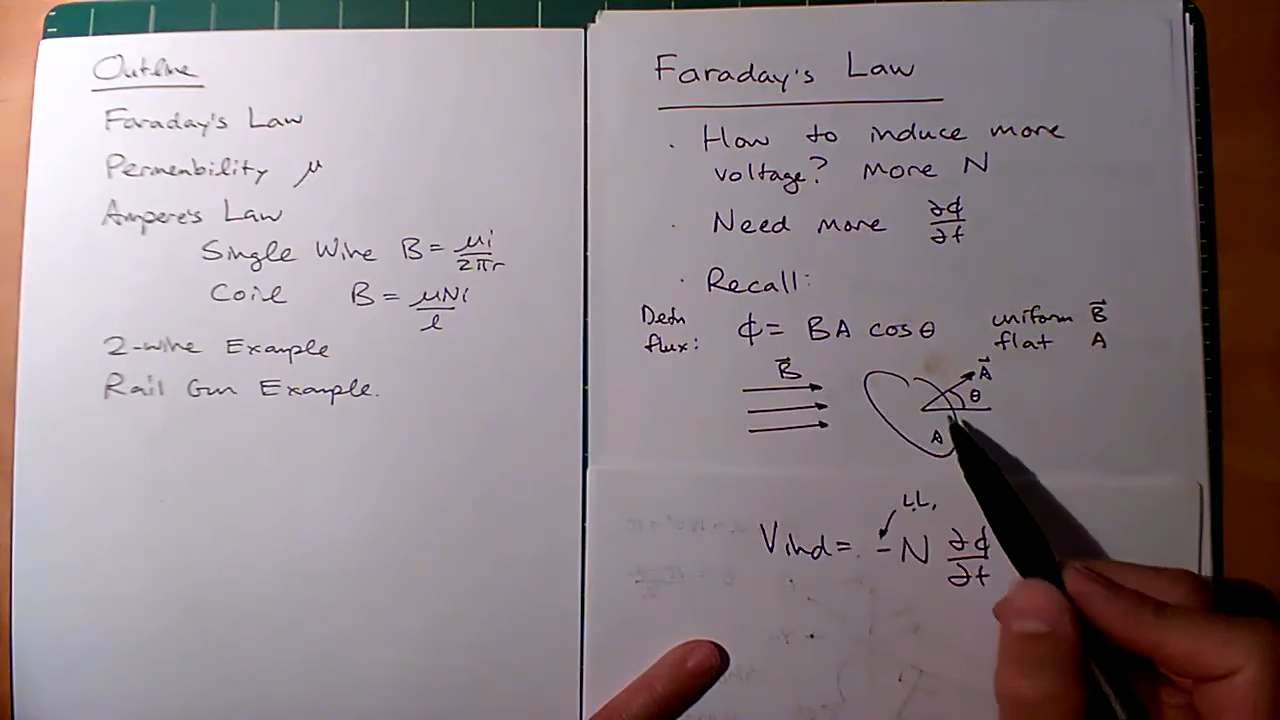 Outline
Faraday's Law
Permeability μ
Ampere's Law
Single Wire B = μi/2πr
Coil B = μNi/l
2-wire Example
Rail Gun Example.
Faraday's Law
· How to induce more
voltage? more N
· Need more ∂ϕ/∂t
· Recall:
Defn
flux: ϕ = BA cos θ
uniform B⃗
flat A
B⃗
A⃗
θ
A
L.L.
Vind = -N ∂ϕ/∂t